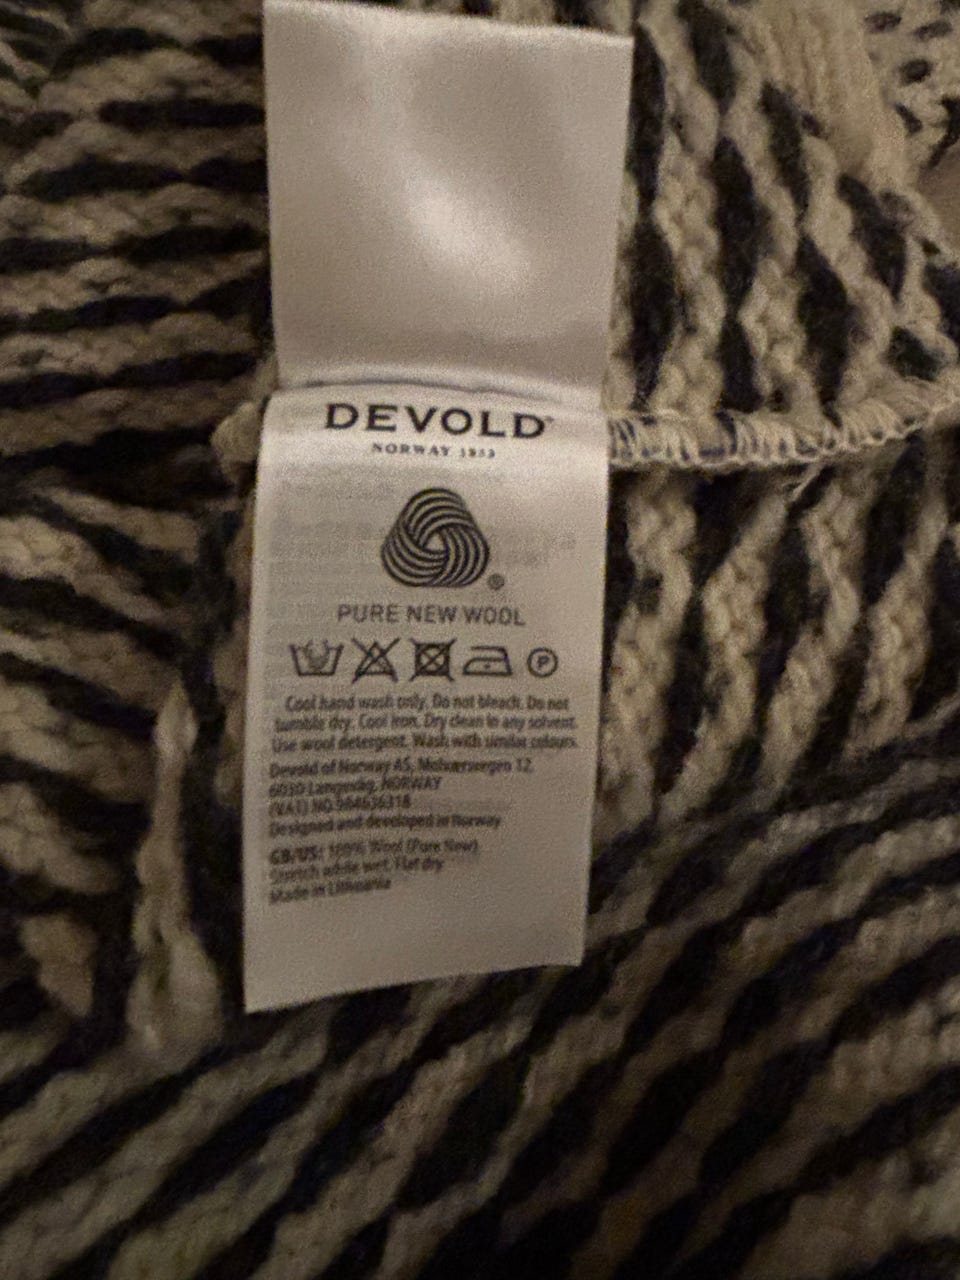 DEVOLD®
NORWAY 1853
®
PURE NEW WOOL
P
Cool hand wash only. Do not bleach. Do not
tumble dry. Cool iron. Dry clean in any solvent.
Use wool detergent. Wash with similar colours.
Devold of Norway AS, Molværsvegen 12,
6030 Langevåg, NORWAY
(VAT) NO 984636318
Designed and developed in Norway
GB/US: 100% Wool (Pure New)
Stretch while wet. Flat dry
Made in Lithuania